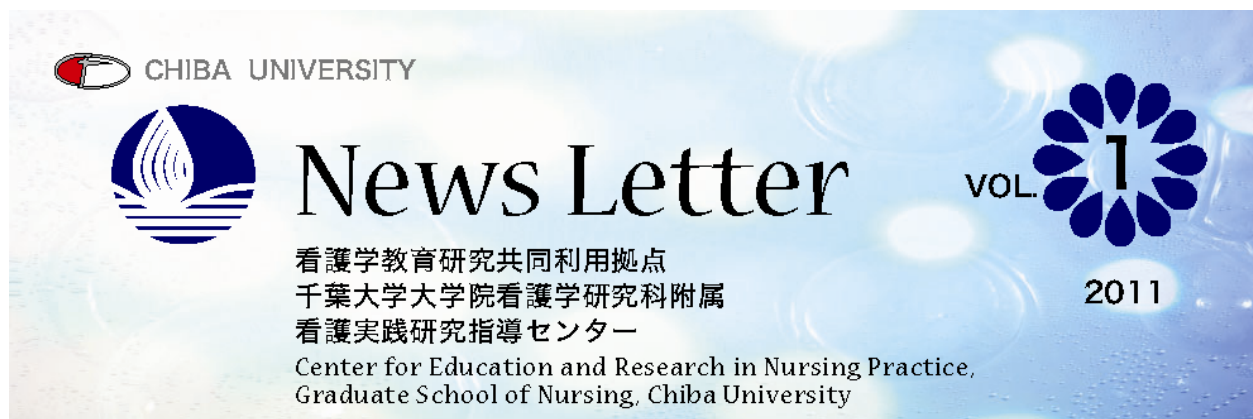 CHIBA UNIVERSITY
News Letter
VOL. 1
2011
看護学教育研究共同利用拠点
千葉大学大学院看護学研究科附属
看護実践研究指導センター
Center for Education and Research in Nursing Practice,
Graduate School of Nursing, Chiba University